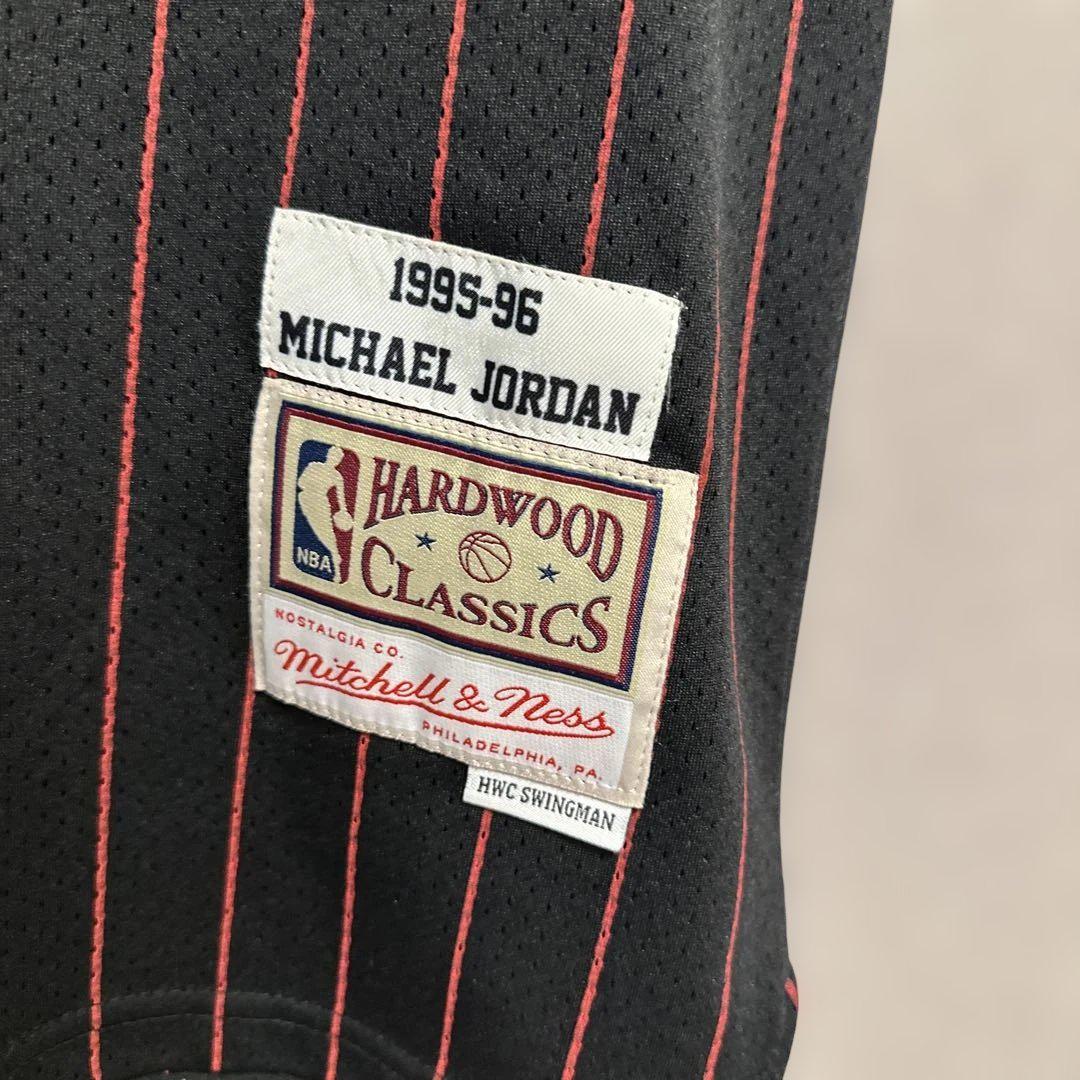 1995-96
MICHAEL JORDAN
HARDWOOD
CLASSICS
NBA
NOSTALGIA CO.
Mitchell & Ness
PHILADELPHIA, PA.
HWC SWINGMAN